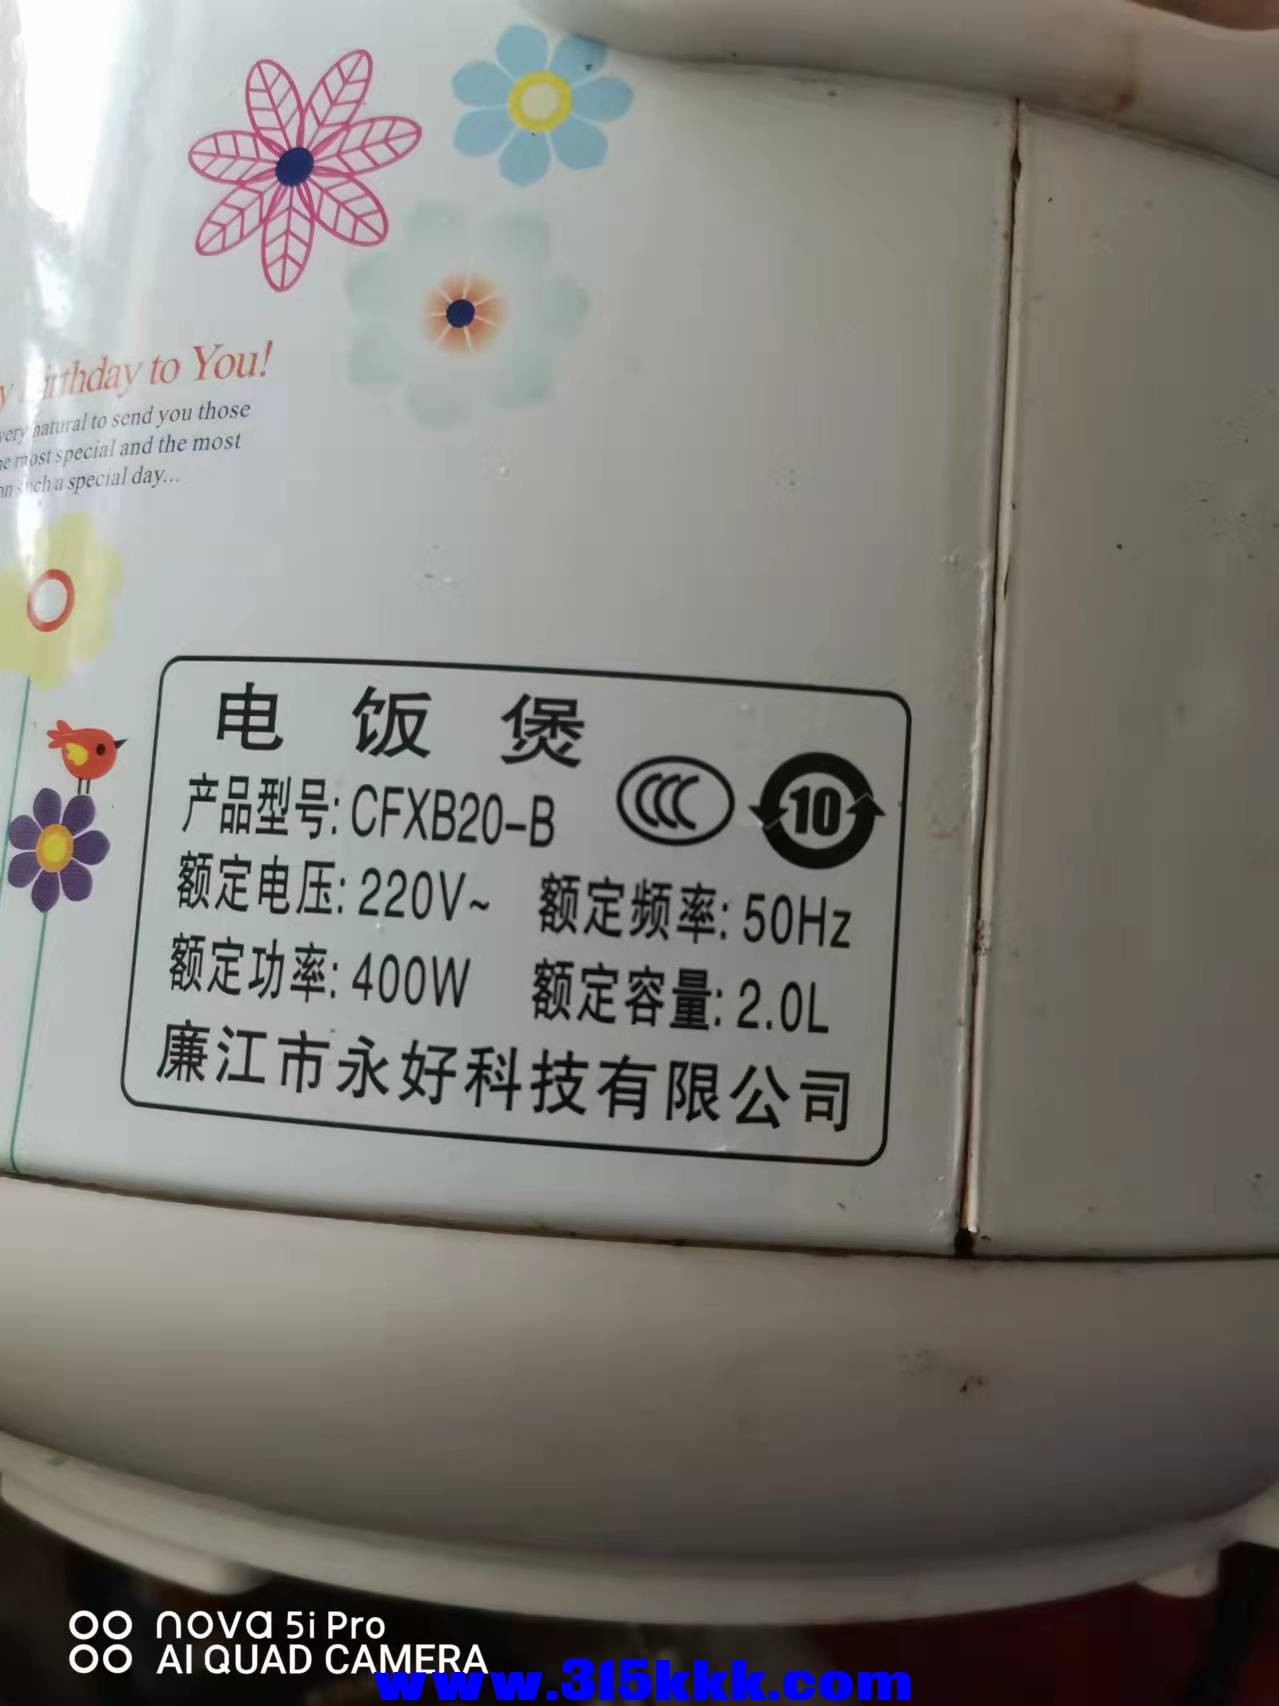 to You!
natural to send you those
most special and the most
such a special day...
电饭煲
产品型号: CFXB20-B
10
额定电压: 220V~ 额定频率: 50Hz
额定功率: 400W 额定容量: 2.0L
廉江市永好科技有限公司
nova 5i Pro
AI QUAD CAMERA
www.315kkk.com